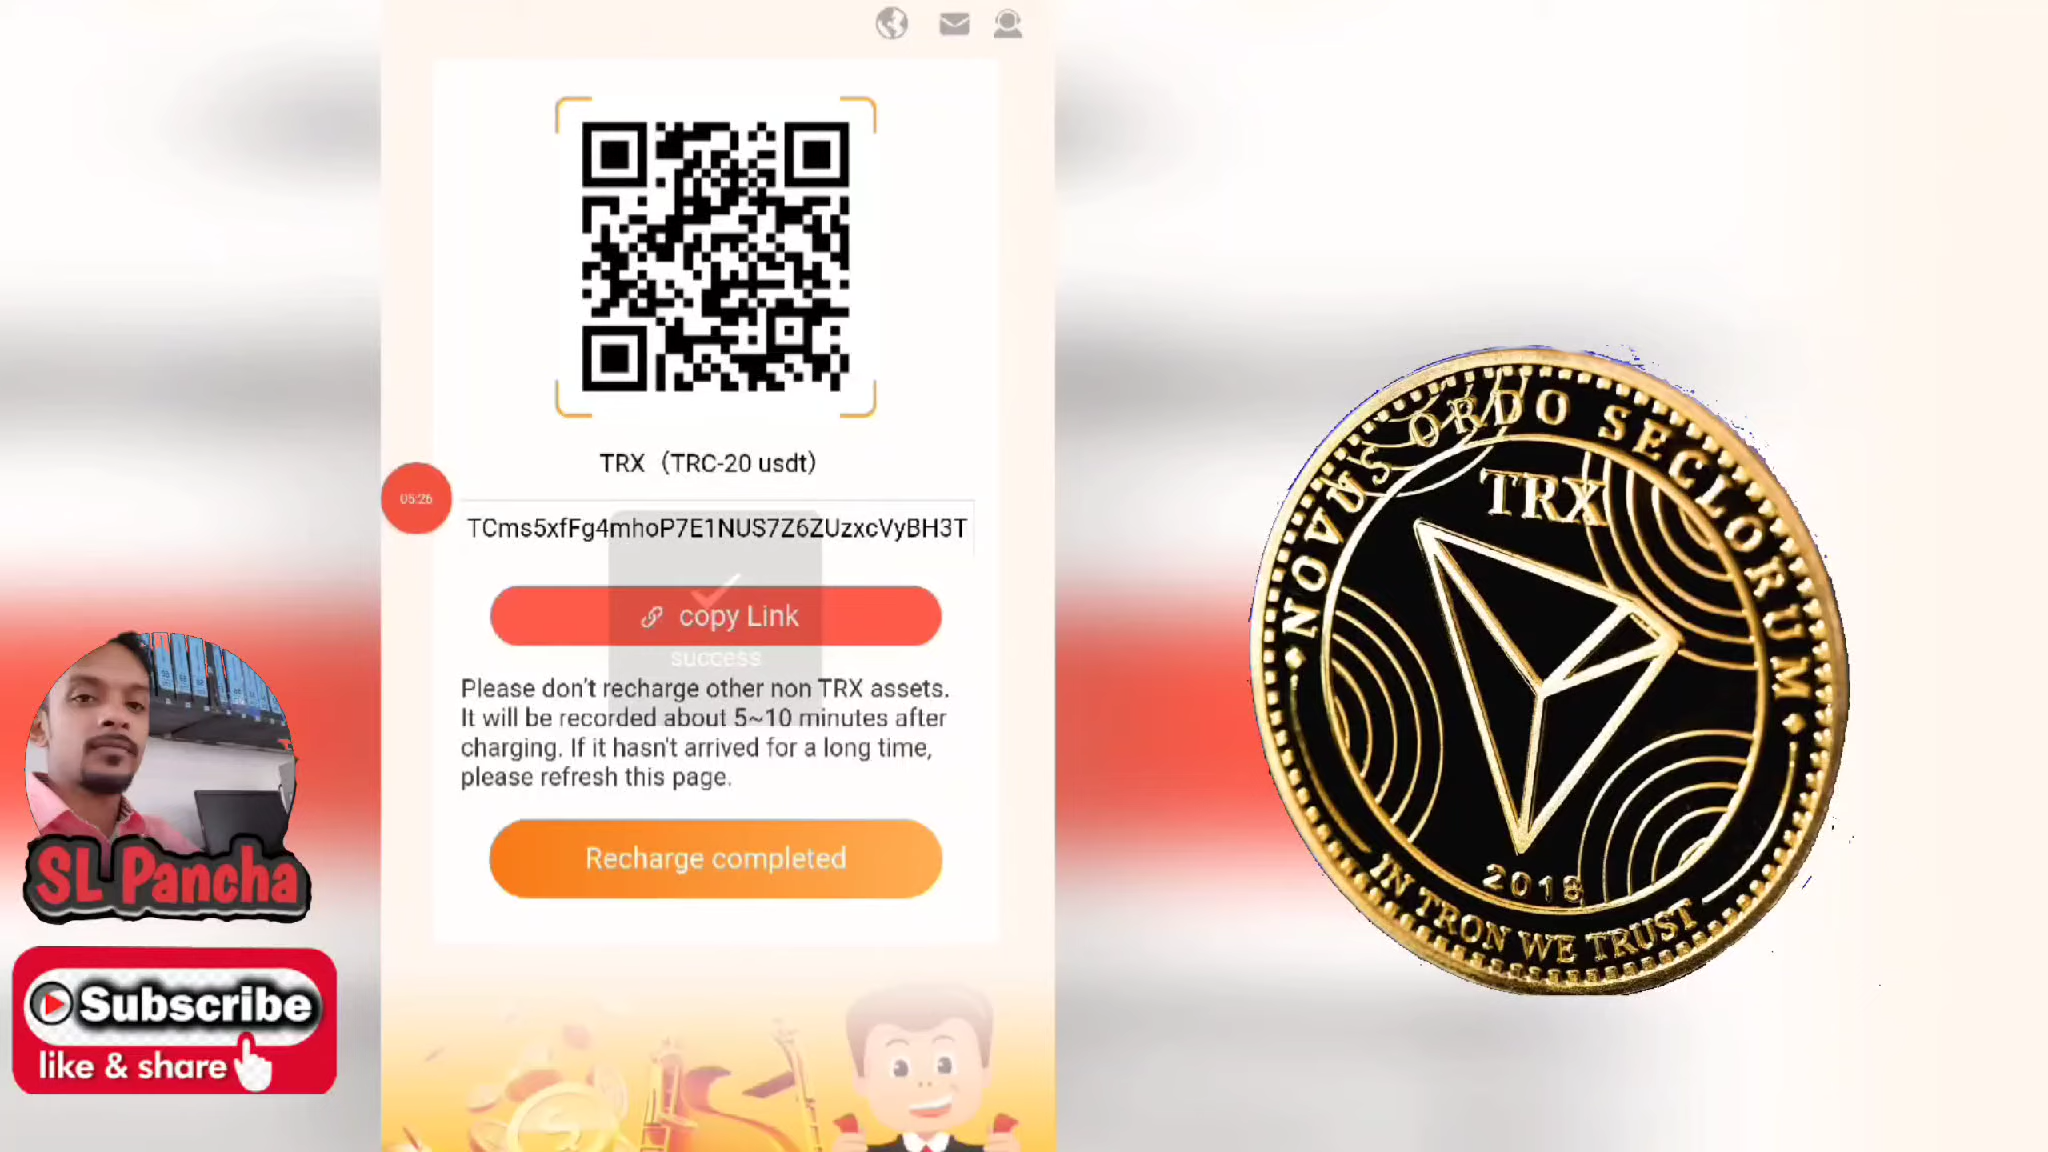 TRX（TRC-20 usdt）
05:26
TCms5xfFg4mhoP7E1NUS7Z6ZUzxcVyBH3T
copy Link
success
Please don't recharge other non TRX assets.
It will be recorded about 5~10 minutes after
charging. If it hasn't arrived for a long time,
please refresh this page.
Recharge completed
SL Pancha
Subscribe
like & share
NOVUS ORDO SECLORUM
TRX
2018
IN TRON WE TRUST